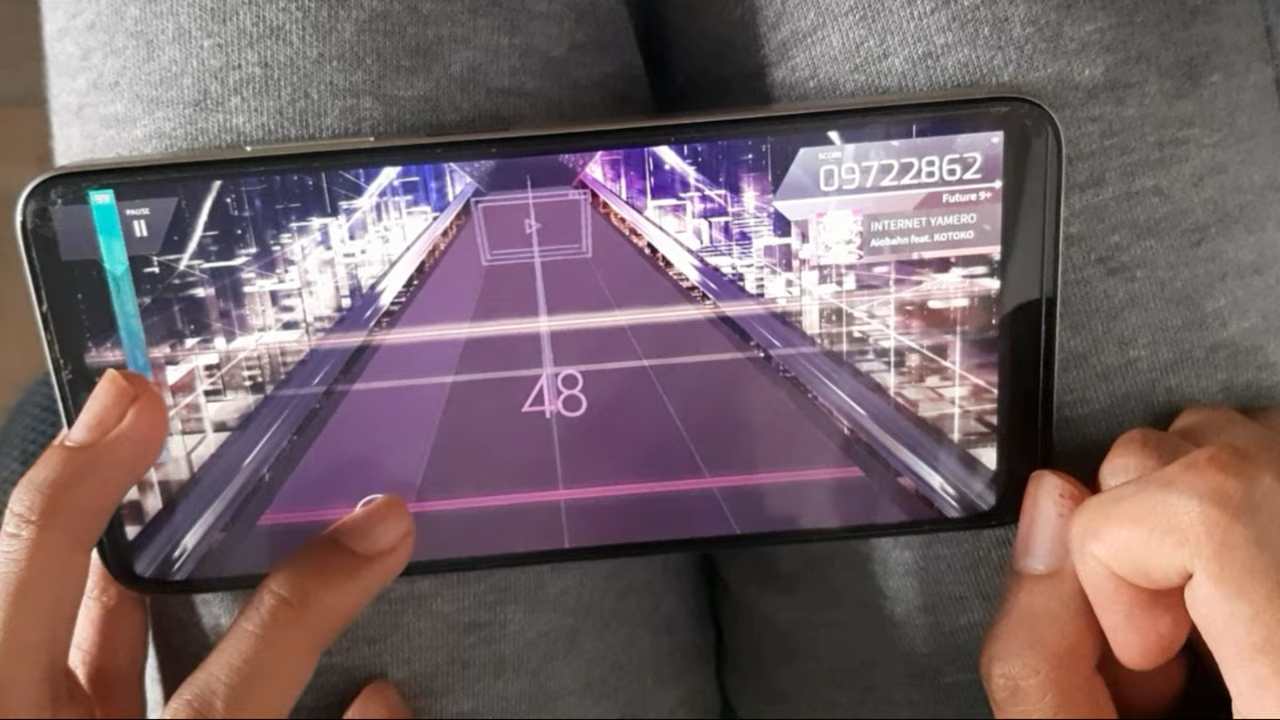 PAUSE
SCORE
09722862
Future 9+
INTERNET YAMERO
Aiobahn feat. KOTOKO
48